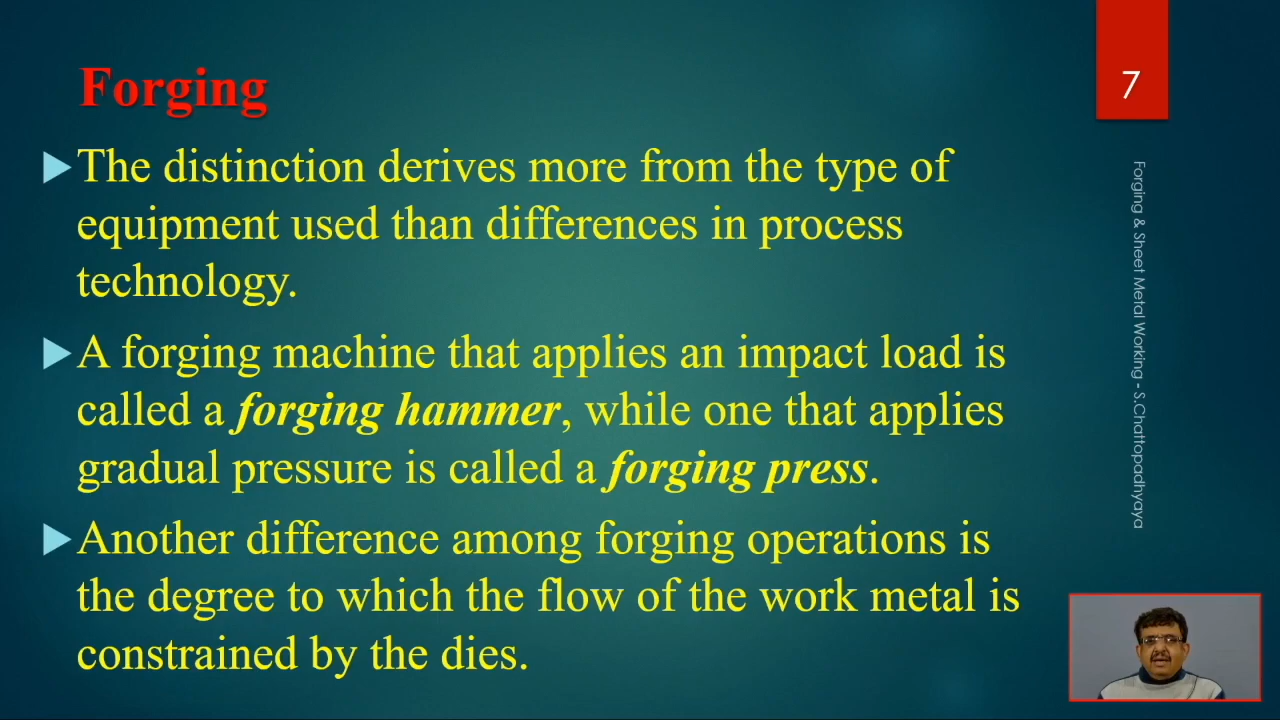 Forging
7
The distinction derives more from the type of
equipment used than differences in process
technology.
A forging machine that applies an impact load is
called a forging hammer, while one that applies
gradual pressure is called a forging press.
Another difference among forging operations is
the degree to which the flow of the work metal is
constrained by the dies.
Forging & Sheet Metal Working - S.Chattopadhyaya